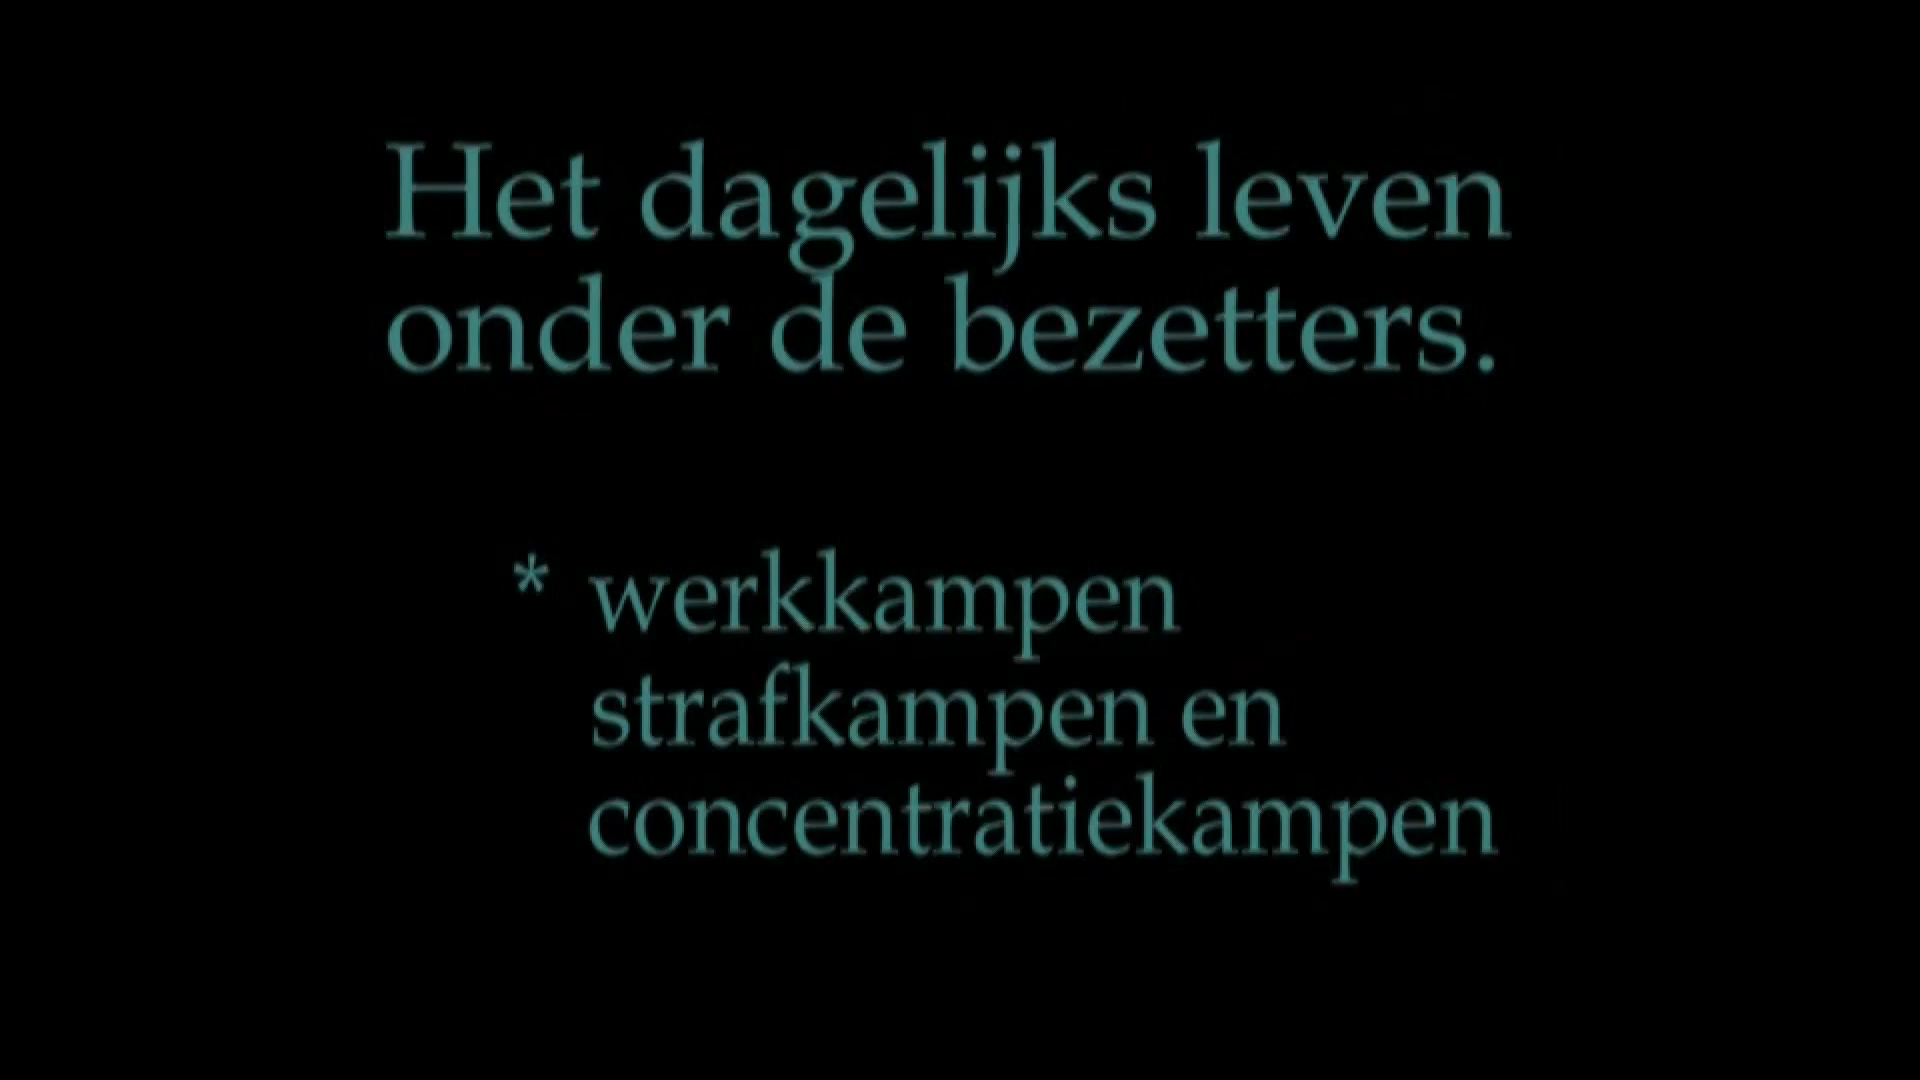 Het dagelijks leven
onder de bezetters.
* werkkampen
strafkampen en
concentratiekampen